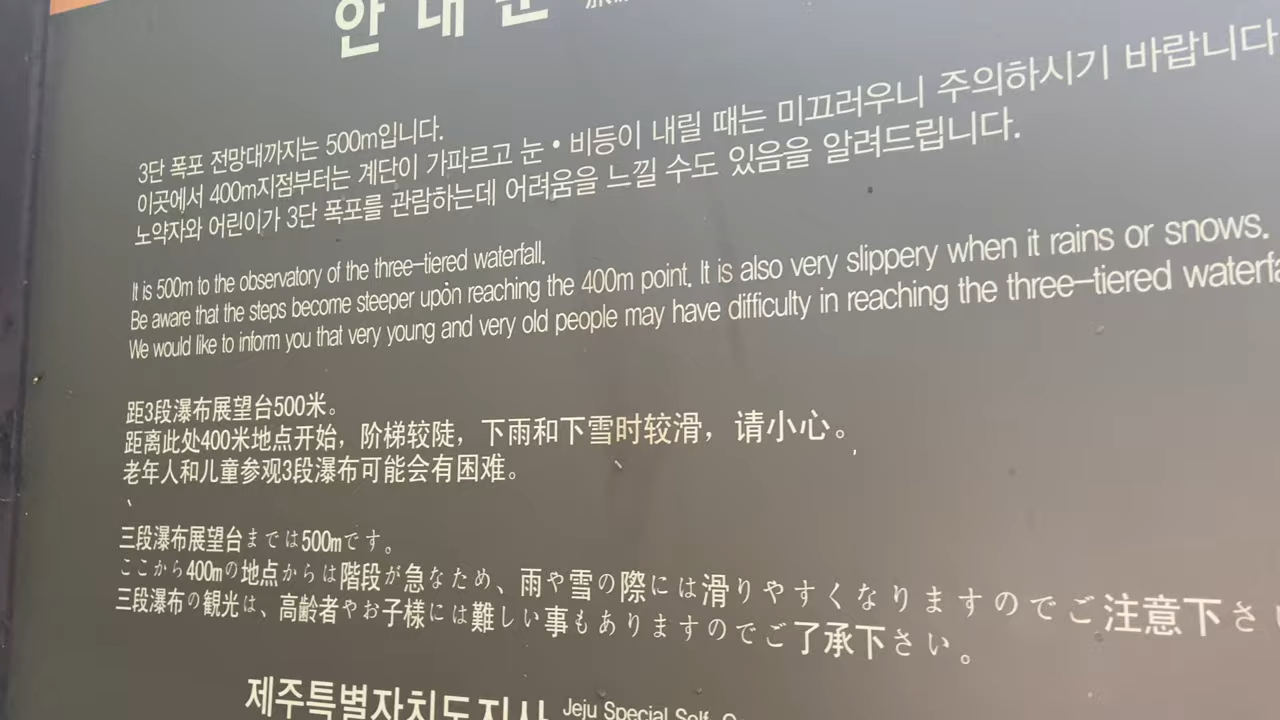 안내문
3단 폭포 전망대까지는 500m입니다.
이곳에서 400m지점부터는 계단이 가파르고 눈•비등이 내릴 때는 미끄러우니 주의하시기 바랍니다
노약자와 어린이가 3단 폭포를 관람하는데 어려움을 느낄 수도 있음을 알려드립니다.
It is 500m to the observatory of the three-tiered waterfall.
Be aware that the steps become steeper upon reaching the 400m point. It is also very slippery when it rains or snows.
We would like to inform you that very young and very old people may have difficulty in reaching the three-tiered
距3段瀑布展望台500米。
距离此处400米地点开始，阶梯较陡，下雨和下雪时较滑，请小心。
老年人和儿童参观3段瀑布可能会有困难。
三段瀑布展望台までは500mです。
ここから400mの地点からは階段が急なため、雨や雪の際には滑りやすくなりますのでご注意下さ
三段瀑布の観光は、高齢者やお子様には難しい事もありますのでご了承下さい。
제주특별자치도지사 Jeju Special Self